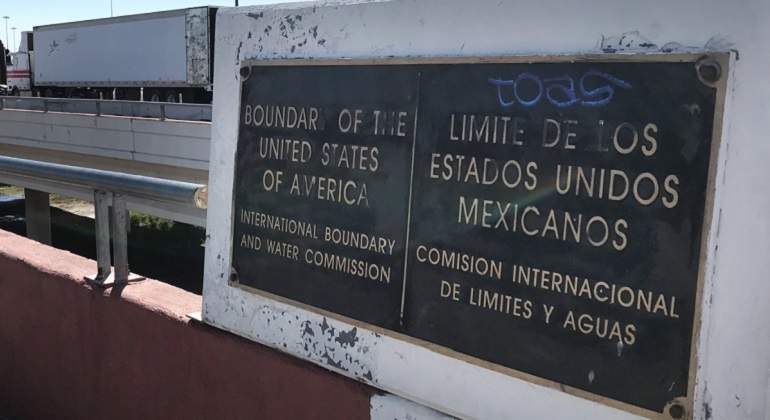 BOUNDARY OF THE
UNITED STATES
OF AMERICA
INTERNATIONAL BOUNDARY
AND WATER COMMISSION
toas
LIMITE DE LOS
ESTADOS UNIDOS
MEXICANOS
COMISION INTERNACIONAL
DE LIMITES Y AGUAS